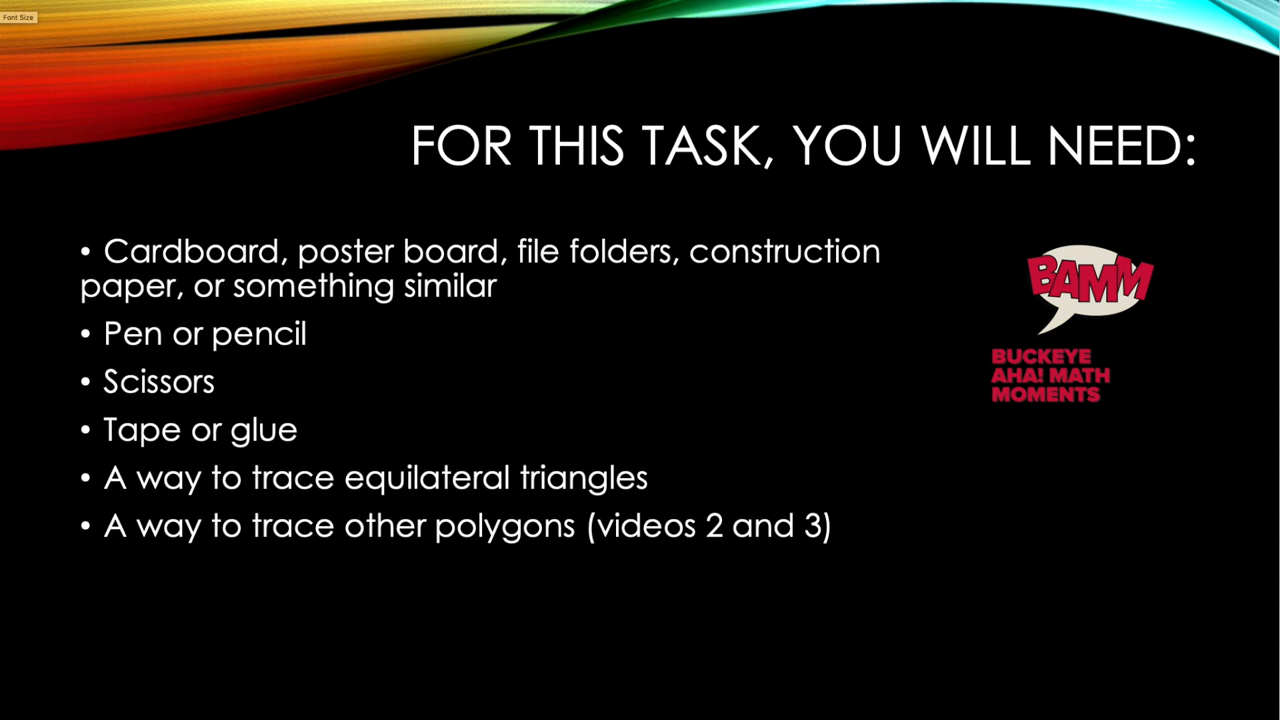 Font Size
FOR THIS TASK, YOU WILL NEED:
• Cardboard, poster board, file folders, construction
paper, or something similar
• Pen or pencil
• Scissors
• Tape or glue
• A way to trace equilateral triangles
• A way to trace other polygons (videos 2 and 3)
BAMM
BUCKEYE
AHA! MATH
MOMENTS